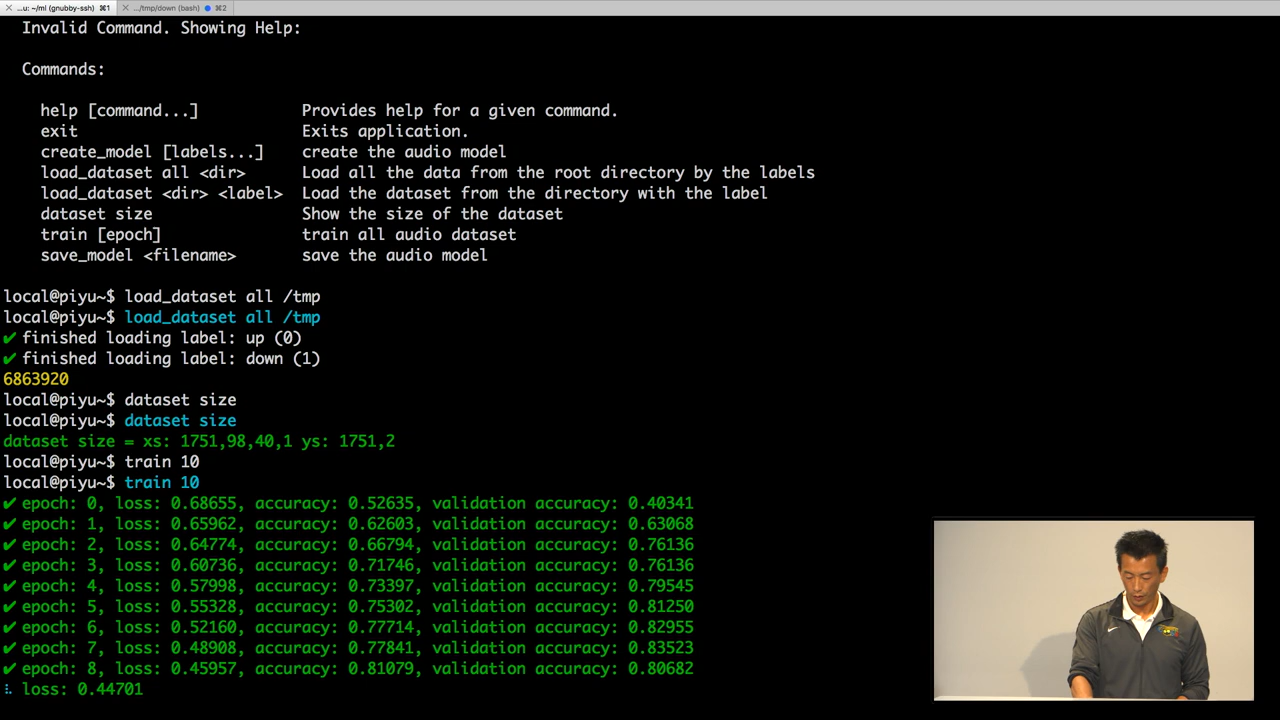 ...u: ~/ml (gnubby-ssh) ⌘1 .../tmp/down (bash) ⌘2
Invalid Command. Showing Help:
Commands:
help [command...] Provides help for a given command.
exit Exits application.
create_model [labels...] create the audio model
load_dataset all <dir> Load all the data from the root directory by the labels
load_dataset <dir> <label> Load the dataset from the directory with the label
dataset size Show the size of the dataset
train [epoch] train all audio dataset
save_model <filename> save the audio model
local@piyu~$ load_dataset all /tmp
local@piyu~$ load_dataset all /tmp
✔ finished loading label: up (0)
✔ finished loading label: down (1)
6863920
local@piyu~$ dataset size
local@piyu~$ dataset size
dataset size = xs: 1751,98,40,1 ys: 1751,2
local@piyu~$ train 10
local@piyu~$ train 10
✔ epoch: 0, loss: 0.68655, accuracy: 0.52635, validation accuracy: 0.40341
✔ epoch: 1, loss: 0.65962, accuracy: 0.62603, validation accuracy: 0.63068
✔ epoch: 2, loss: 0.64774, accuracy: 0.66794, validation accuracy: 0.76136
✔ epoch: 3, loss: 0.60736, accuracy: 0.71746, validation accuracy: 0.76136
✔ epoch: 4, loss: 0.57998, accuracy: 0.73397, validation accuracy: 0.79545
✔ epoch: 5, loss: 0.55328, accuracy: 0.75302, validation accuracy: 0.81250
✔ epoch: 6, loss: 0.52160, accuracy: 0.77714, validation accuracy: 0.82955
✔ epoch: 7, loss: 0.48908, accuracy: 0.77841, validation accuracy: 0.83523
✔ epoch: 8, loss: 0.45957, accuracy: 0.81079, validation accuracy: 0.80682
loss: 0.44701